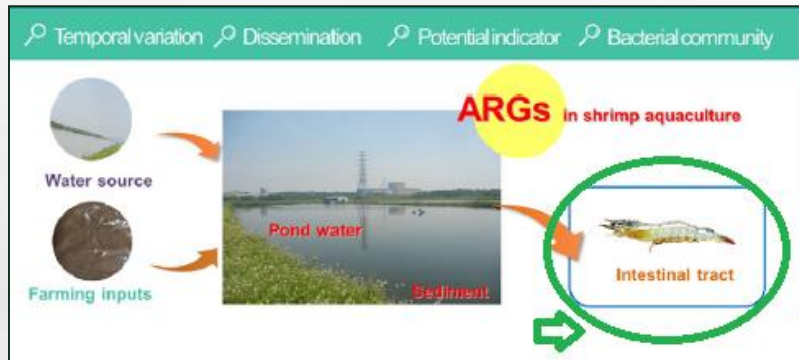 Temporal variation Dissemination Potential indicator Bacterial community
ARGs in shrimp aquaculture
Water source
Pond water
Intestinal tract
Farming inputs
Sediment